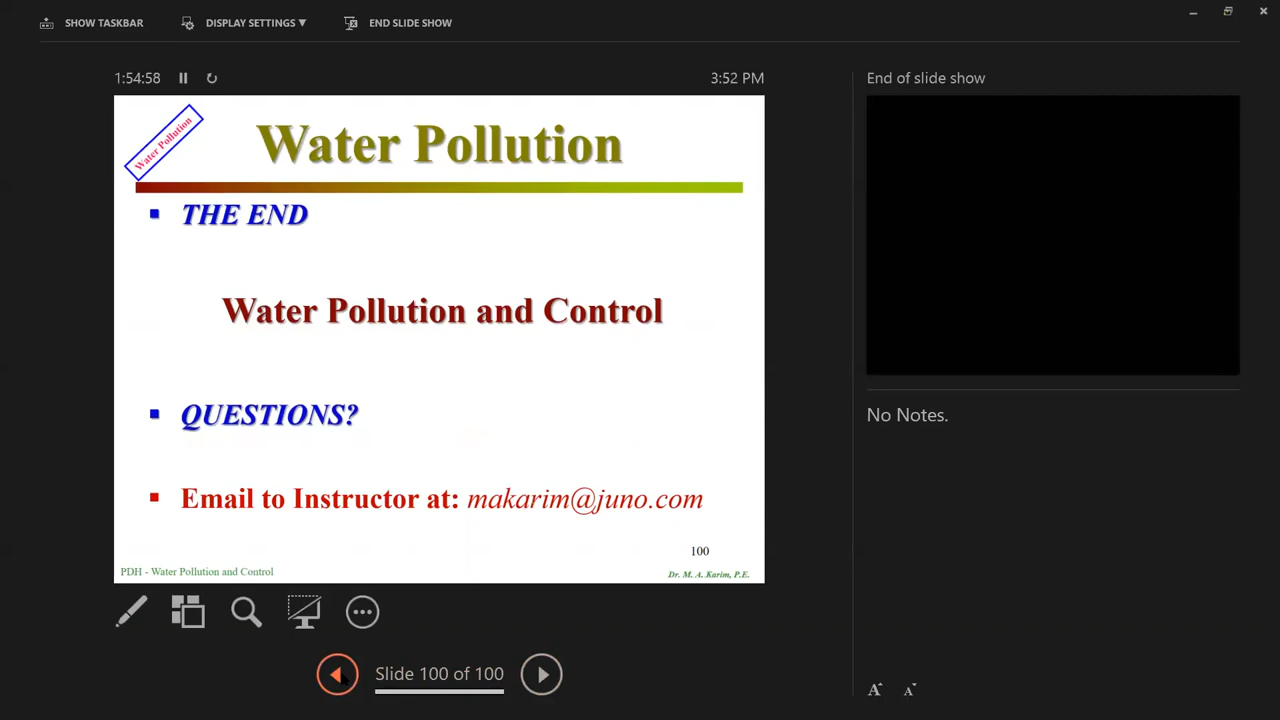 SHOW TASKBAR
DISPLAY SETTINGS ▼
END SLIDE SHOW
1:54:58
3:52 PM
End of slide show
Water Pollution
Water Pollution
▪ THE END
Water Pollution and Control
▪ QUESTIONS?
▪ Email to Instructor at: makarim@juno.com
100
PDH - Water Pollution and Control
Dr. M. A. Karim, P.E.
No Notes.
Slide 100 of 100
A A